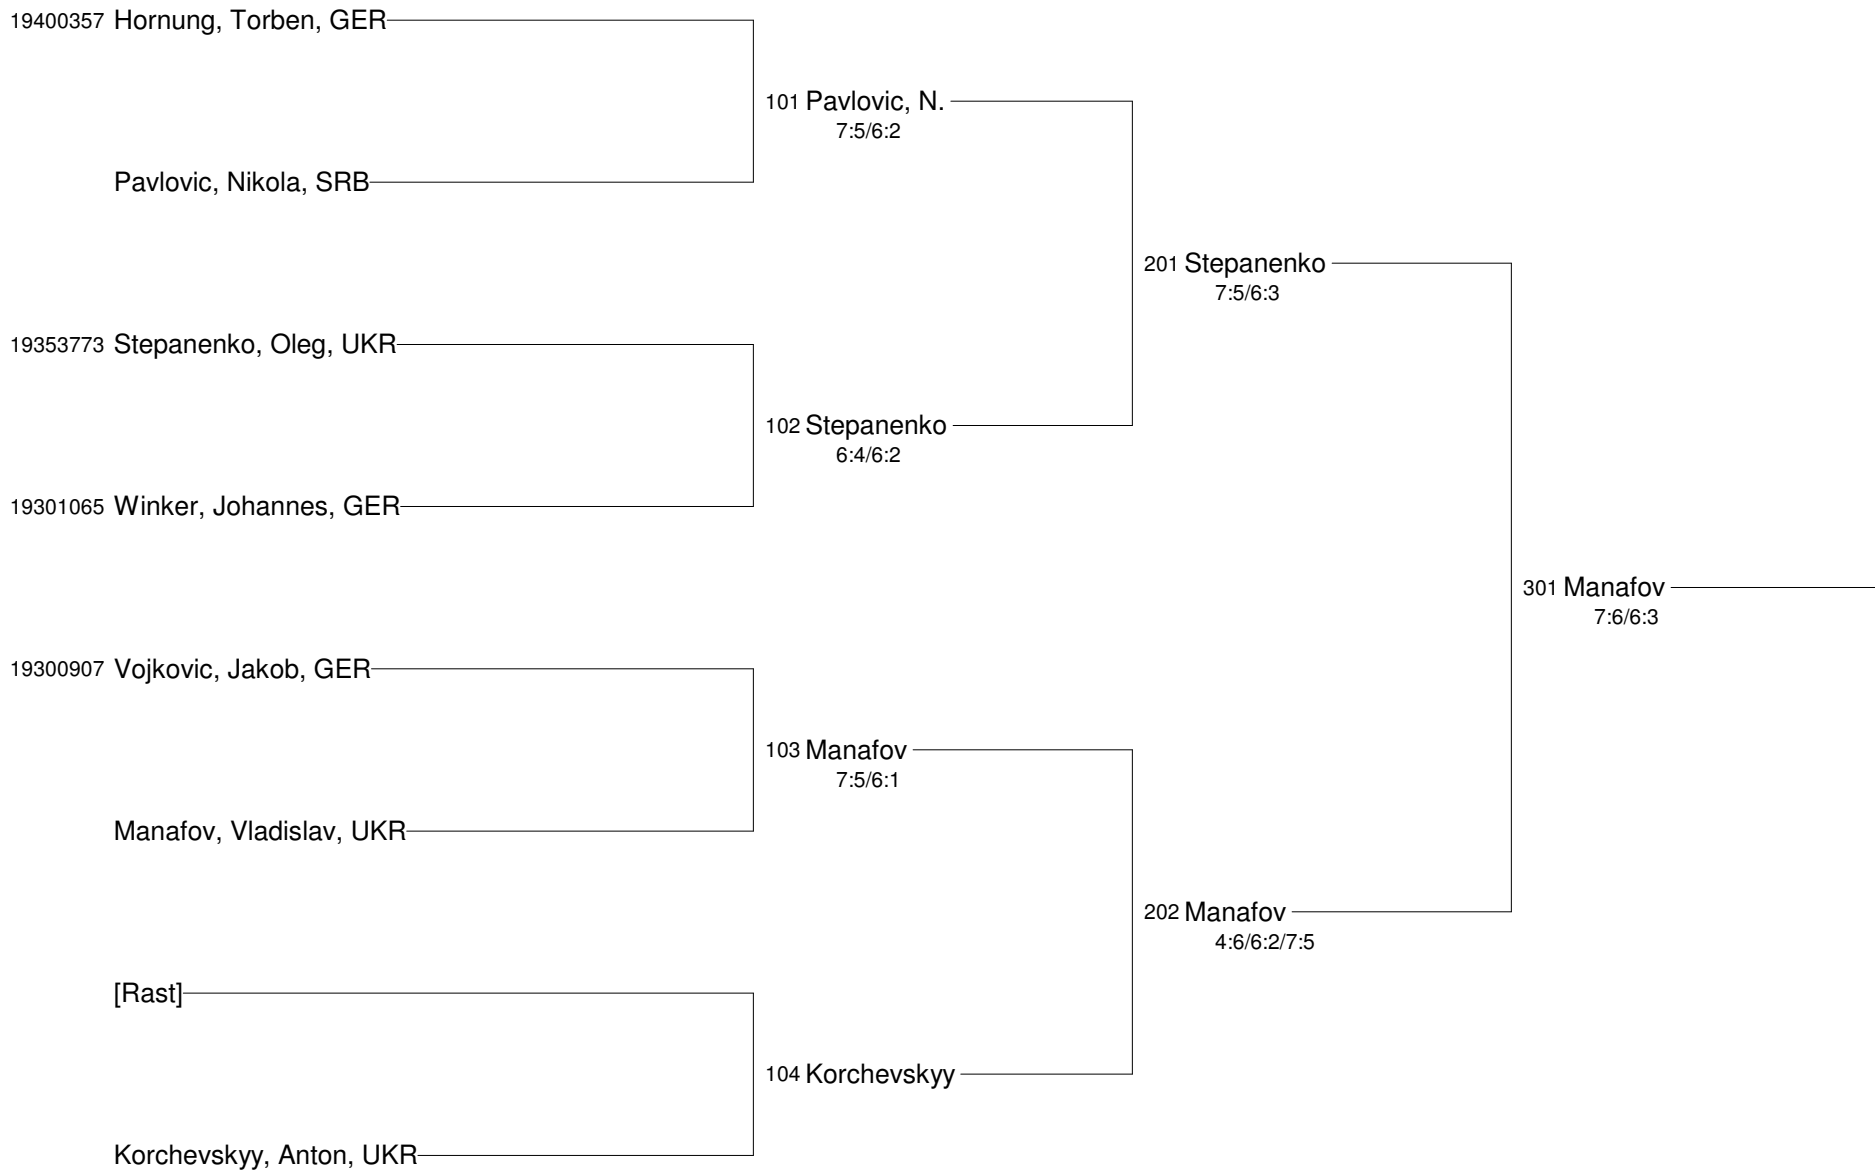 19400357 Hornung, Torben, GER
101 Pavlovic, N.
7:5/6:2
Pavlovic, Nikola, SRB
201 Stepanenko
7:5/6:3
19353773 Stepanenko, Oleg, UKR
102 Stepanenko
6:4/6:2
19301065 Winker, Johannes, GER
301 Manafov
7:6/6:3
19300907 Vojkovic, Jakob, GER
103 Manafov
7:5/6:1
Manafov, Vladislav, UKR
202 Manafov
4:6/6:2/7:5
[Rast]
104 Korchevskyy
Korchevskyy, Anton, UKR